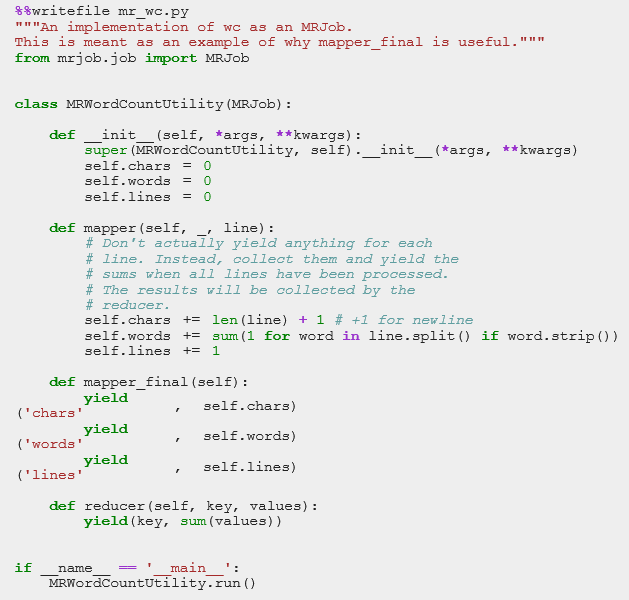 %%writefile mr_wc.py
"""An implementation of wc as an MRJob.
This is meant as an example of why mapper_final is useful."""
from mrjob.job import MRJob
class MRWordCountUtility(MRJob):
def __init__(self, *args, **kwargs):
super(MRWordCountUtility, self).__init__(*args, **kwargs)
self.chars = 0
self.words = 0
self.lines = 0
def mapper(self, _, line):
# Don't actually yield anything for each
# line. Instead, collect them and yield the
# sums when all lines have been processed.
# The results will be collected by the
# reducer.
self.chars += len(line) + 1 # +1 for newline
self.words += sum(1 for word in line.split() if word.strip())
self.lines += 1
def mapper_final(self):
yield
('chars' , self.chars)
yield
('words' , self.words)
yield
('lines' , self.lines)
def reducer(self, key, values):
yield(key, sum(values))
if __name__ == '__main__':
MRWordCountUtility.run()